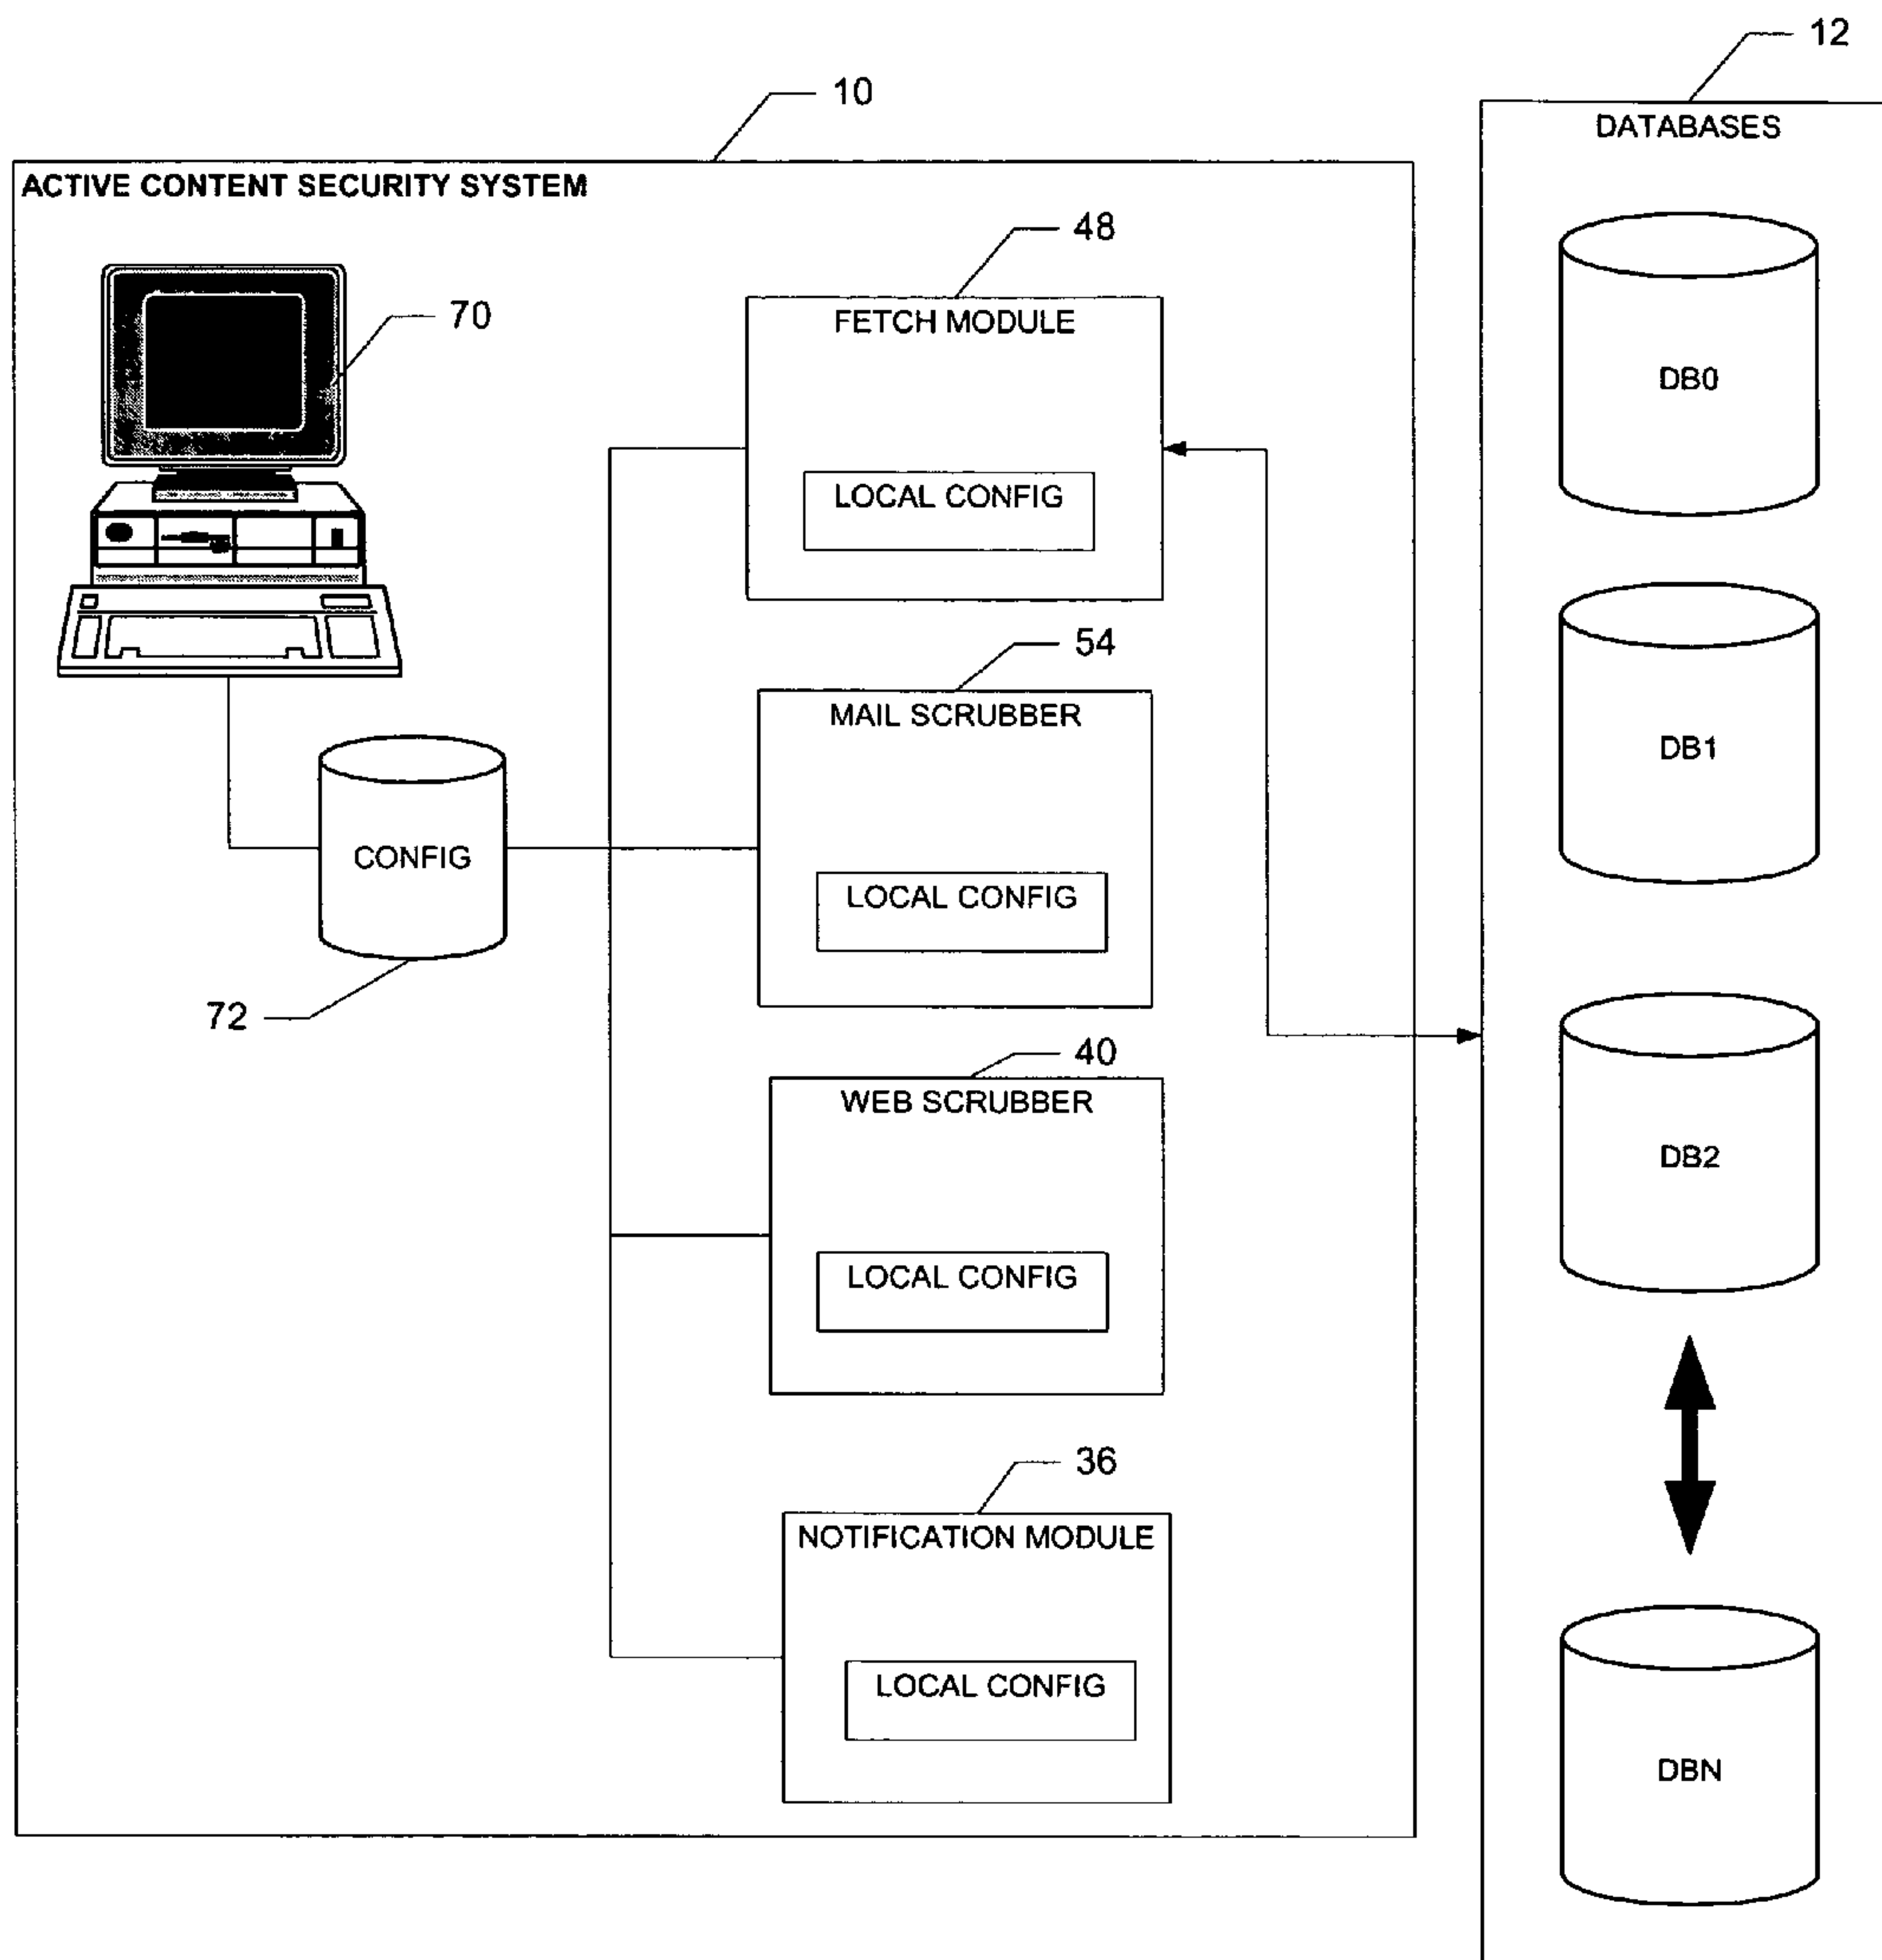 12
DATABASES
10
ACTIVE CONTENT SECURITY SYSTEM
48
FETCH MODULE
70
DB0
LOCAL CONFIG
54
MAIL SCRUBBER
DB1
CONFIG
LOCAL CONFIG
72
40
WEB SCRUBBER
DB2
LOCAL CONFIG
36
NOTIFICATION MODULE
LOCAL CONFIG
DBN